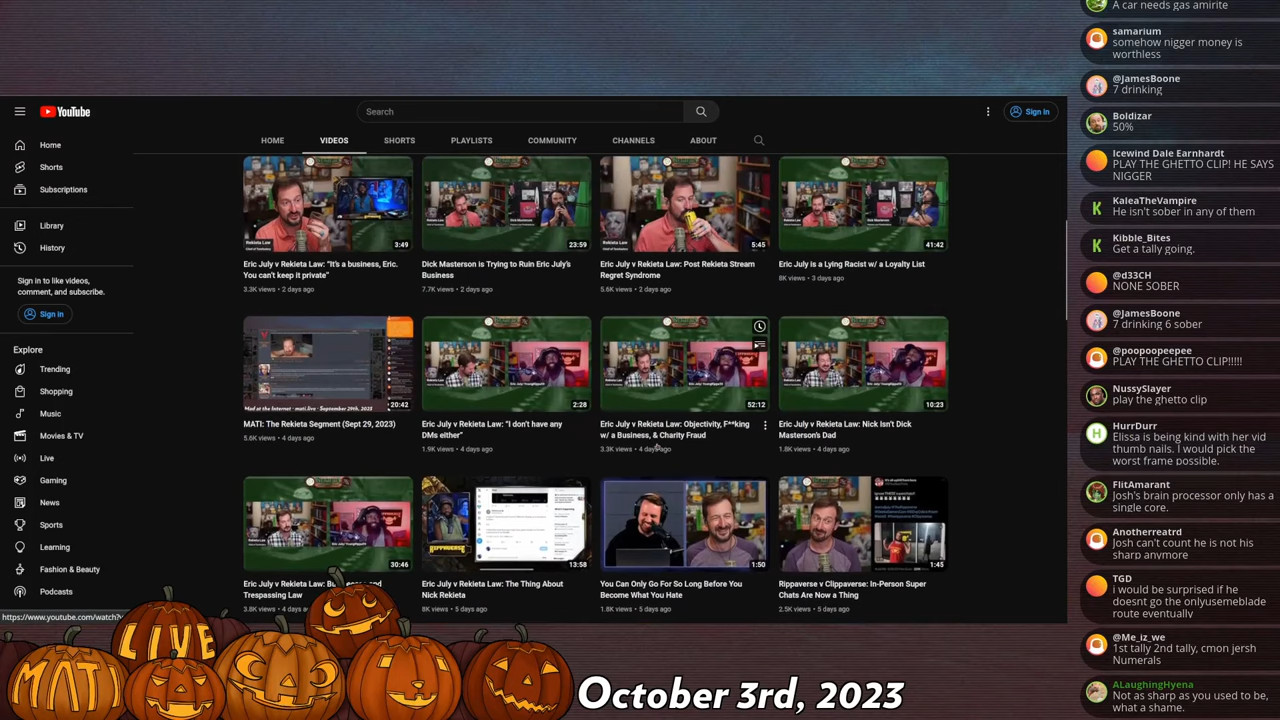 YouTube
Search
Sign in
Home
Shorts
Subscriptions
Library
History
Sign in to like videos,
comment, and subscribe.
Sign in
Explore
Trending
Shopping
Music
Movies & TV
Live
Gaming
News
Sports
Learning
Fashion & Beauty
Podcasts
https://www.youtube.com/watch?v
HOME
VIDEOS
SHORTS
PLAYLISTS
COMMUNITY
CHANNELS
ABOUT
3:49
23:59
5:45
41:42
Eric July v Rekieta Law: "It's a business, Eric.
You can't keep it private"
3.3K views • 2 days ago
Dick Masterson is Trying to Ruin Eric July's
Business
7.7K views • 2 days ago
Eric July v Rekieta Law: Post Rekieta Stream
Regret Syndrome
5.6K views • 2 days ago
Eric July is a Lying Racist w/ a Loyalty List
8K views • 3 days ago
Mad at the Internet - mati.live - September 29th, 2023
20:42
2:28
52:12
10:23
MATI: The Rekieta Segment (Sept 29, 2023)
5.6K views • 4 days ago
Eric July v Rekieta Law: "I don't have any
DMs either"
1.9K views • 4 days ago
Eric July v Rekieta Law: Objectivity, F**king
w/ a Business, & Charity Fraud
3.3K views • 4 days ago
Eric July v Rekieta Law: Nick Isn't Dick
Masterson's Dad
1.8K views • 4 days ago
RIPPAVERSE
30:46
13:58
1:50
1:45
Trespassing Law
3.8K views • 4 days
Eric July v Rekieta Law: The Thing About
Nick Rekieta
8K views • 5 days ago
You Can Only Go For So Long Before You
Become What You Hate
1.8K views • 5 days ago
Rippaverse v Clippaverse: In-Person Super
Chats Are Now a Thing
2.5K views • 5 days ago
A car needs gas amirite
samarium
somehow nigger money is
worthless
@JamesBoone
7 drinking
Boldizar
50%
Icewind Dale Earnhardt
PLAY THE GHETTO CLIP! HE SAYS
NIGGER
KaleaTheVampire
He isn't sober in any of them
Kibble_Bites
Get a tally going.
@d33CH
NONE SOBER
@JamesBoone
7 drinking 6 sober
@pooppopeepers
PLAY THE GHETTO CLIP!!!!!
NussySlayer
play the ghetto clip
HurrDurr
Elissa is being kind with her vid
thumb nails. I would pick the
worst frame possible.
FlitAmarant
Josh's short person only has a
single column
Anotherreature
Josh can't count he is not his
sharp anymore
TGD
i would be surprised if he
doesnt go the onlyusemeblade
route eventually
@Me_iz_we
1st tally 2nd tally, cmon jersh
Numerals
ALaughingHyena
Not as sharp as you used to be,
what a shame.
MATI
LIVE
October 3rd, 2023